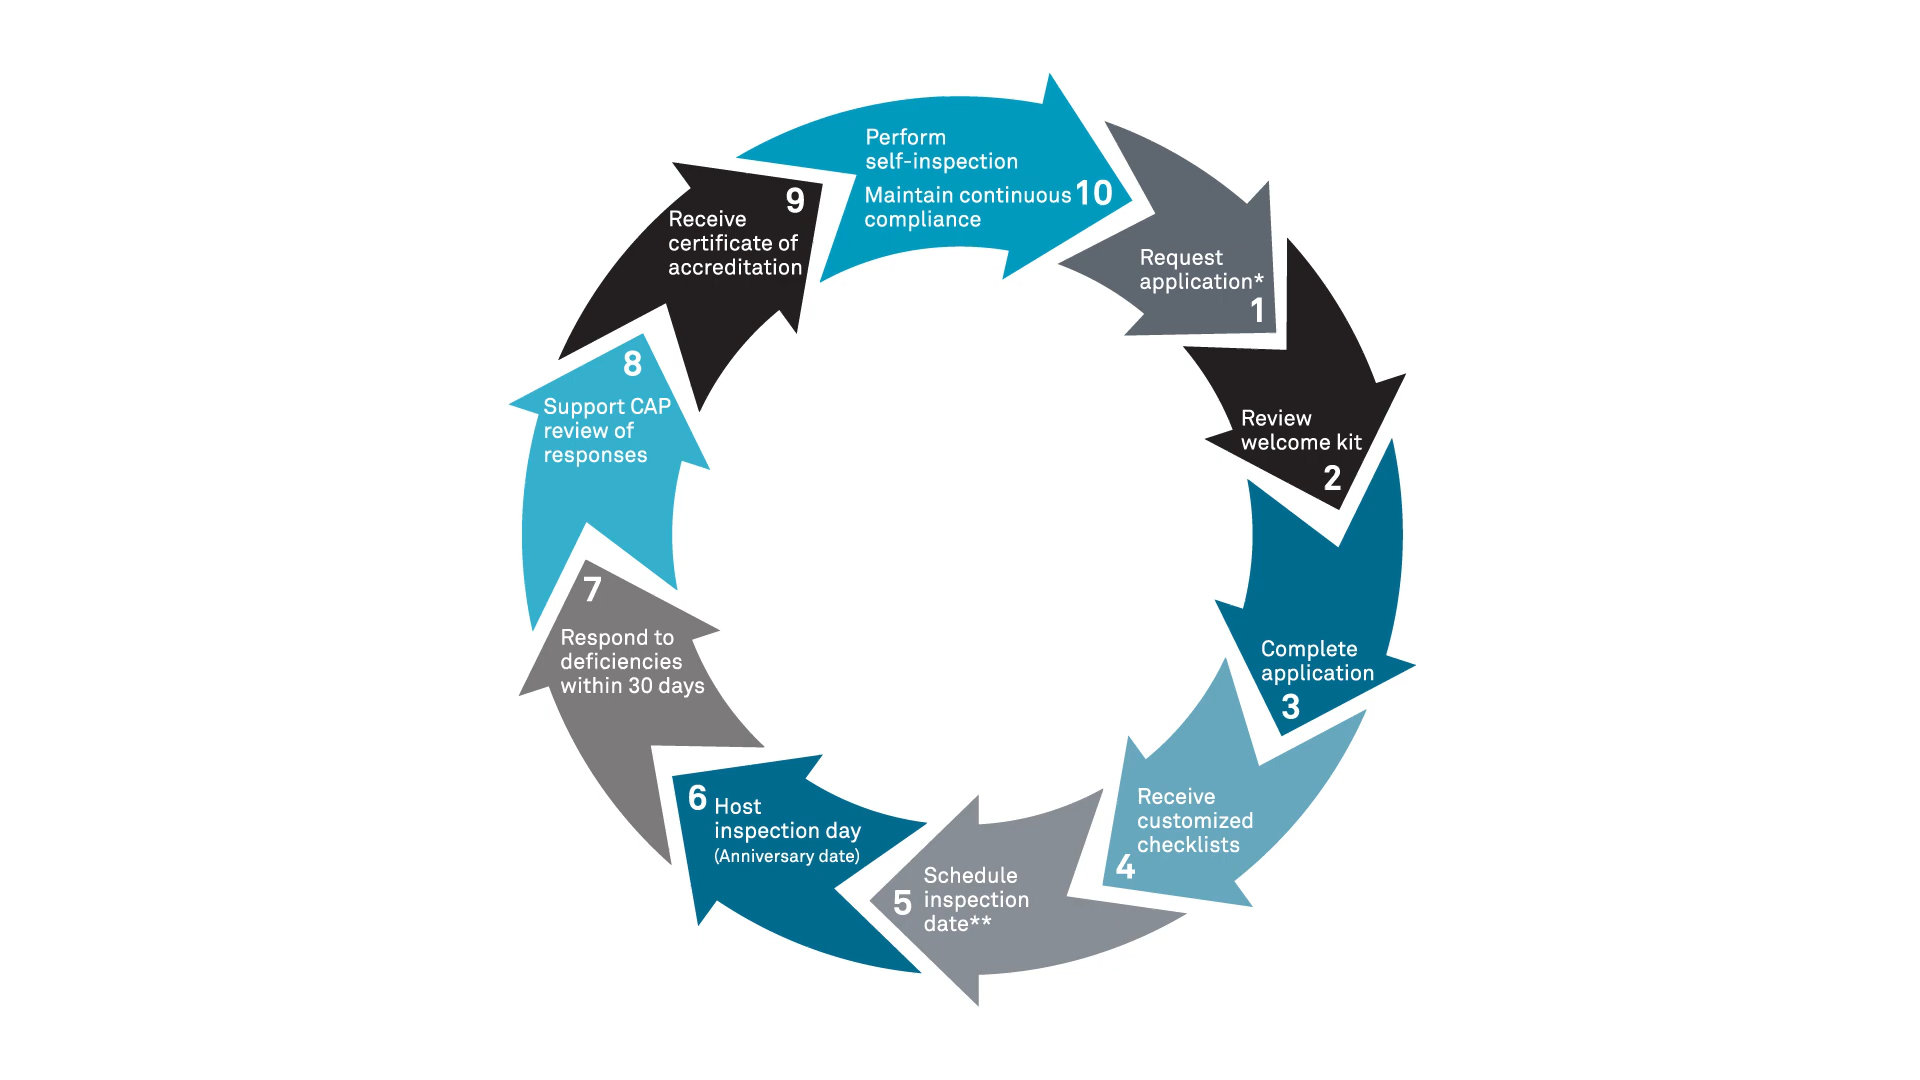 Perform
self-inspection
Maintain continuous
compliance
10
Request
application*
1
Review
welcome kit
2
Complete
application
3
Receive
customized
checklists
4
Schedule
inspection
date**
5
6
Host
inspection day
(Anniversary date)
7
Respond to
deficiencies
within 30 days
8
Support CAP
review of
responses
9
Receive
certificate of
accreditation